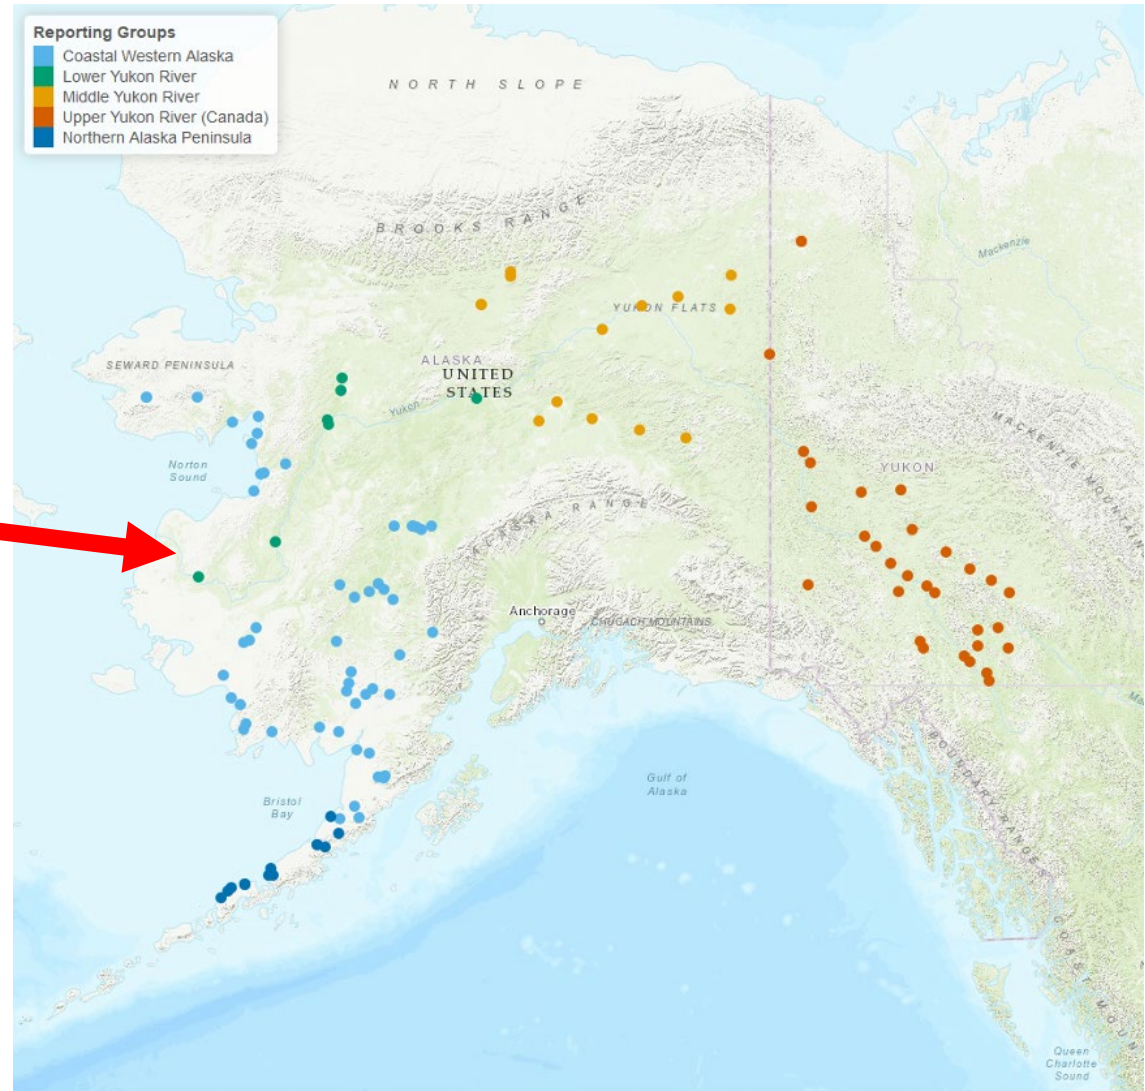 Reporting Groups
Coastal Western Alaska
Lower Yukon River
Middle Yukon River
Upper Yukon River (Canada)
Northern Alaska Peninsula
NORTH SLOPE
BROOKS RANGE
Mackenzie
YUKON FLATS
SEWARD PENINSULA
ALASKA
UNITED
STATES
Yukon
MACKENZIE MOUNTAINS
Norton
Sound
YUKON
ALASKA RANGE
Anchorage
CHUGACH MOUNTAINS
Gulf of
Alaska
Bristol
Bay
BOUNDARY RANGES
COAST MOUN
Queen
Charlotte
Sound